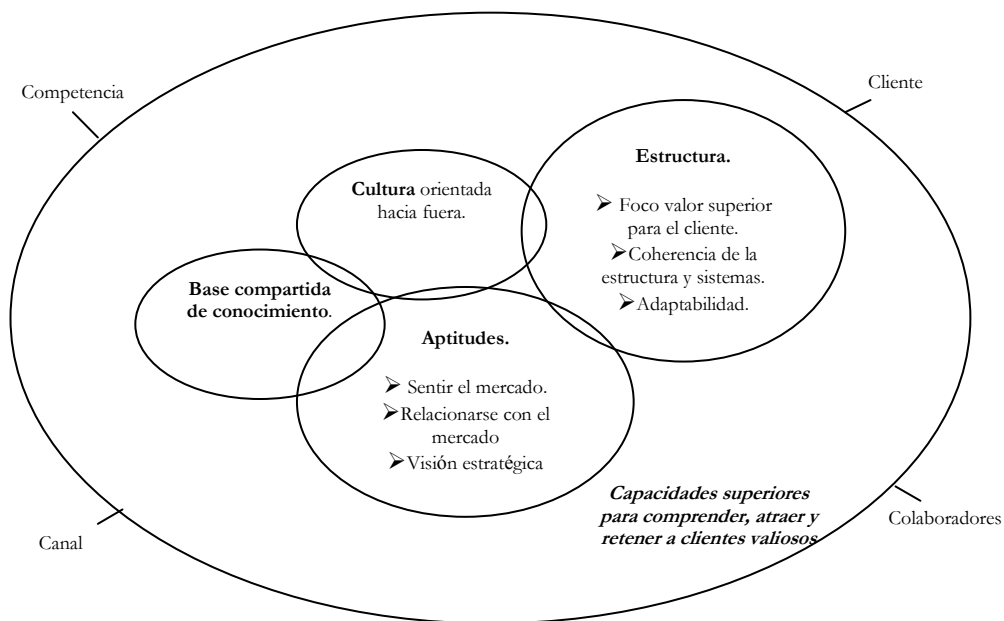 Competencia
Cliente
Estructura.
Cultura orientada
hacia fuera.
➢ Foco valor superior
para el cliente.
➢Coherencia de la
estructura y sistemas.
➢Adaptabilidad.
Base compartida
de conocimiento.
Aptitudes.
➢ Sentir el mercado.
➢Relacionarse con el
mercado
➢Visión estratégica
Capacidades superiores
para comprender, atraer y
retener a clientes valiosos
Canal
Colaboradores